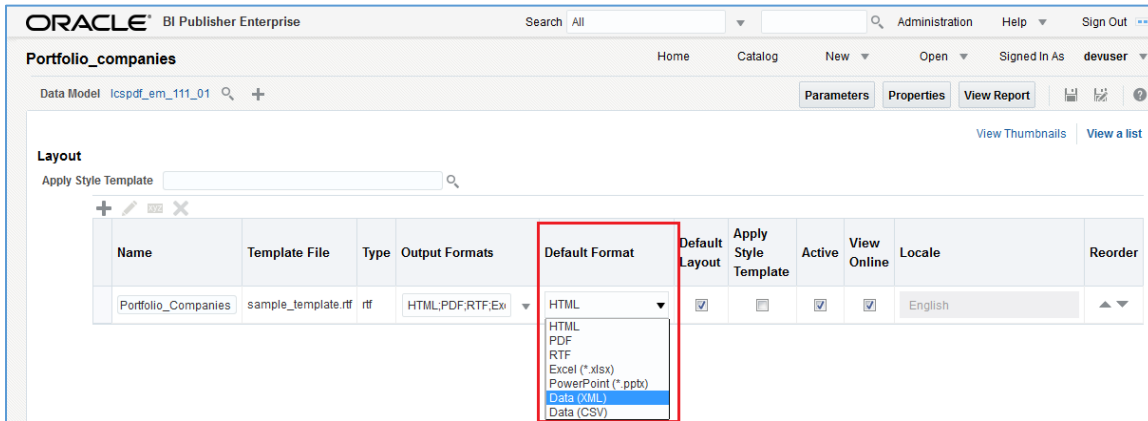 ORACLE BI Publisher Enterprise Search All Administration Help Sign Out
Portfolio_companies Home Catalog New Open Signed In As devuser
Data Model lcspdf_em_111_01 Parameters Properties View Report
View Thumbnails View a list
Layout
Apply Style Template
Name Template File Type Output Formats Default Format Default Layout Apply Style Template Active View Online Locale Reorder
Portfolio_Companies sample_template.rtf rtf HTML;PDF;RTF;Ex HTML English
HTML
PDF
RTF
Excel (*.xlsx)
PowerPoint (*.pptx)
Data (XML)
Data (CSV)